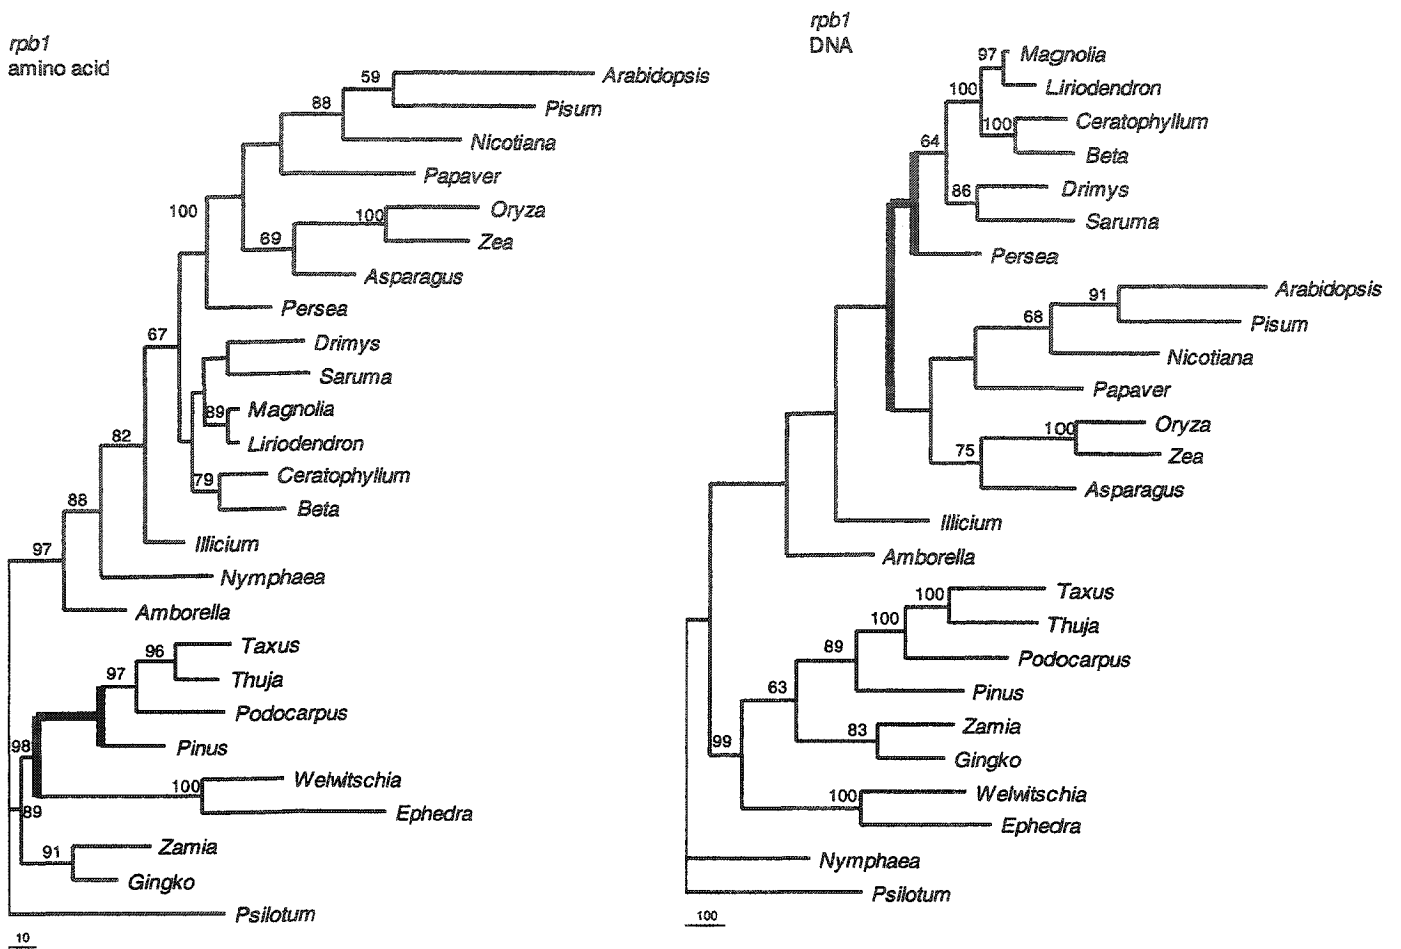 rpb1
amino acid
59
Arabidopsis
88
Pisum
Nicotiana
Papaver
100
100
Oryza
69
Zea
Asparagus
Persea
67
Drimys
Saruma
89
Magnolia
Liriodendron
79
Ceratophyllum
Beta
82
88
Illicium
97
Nymphaea
Amborella
96
Taxus
97
Thuja
Podocarpus
98
Pinus
100
Welwitschia
89
Ephedra
91
Zamia
Gingko
Psilotum
10
rpb1
DNA
97
Magnolia
100
Liriodendron
100
Ceratophyllum
64
Beta
86
Drimys
Saruma
Persea
91
Arabidopsis
68
Pisum
Nicotiana
Papaver
100
Oryza
75
Zea
Asparagus
Illicium
Amborella
100
Taxus
100
Thuja
89
Podocarpus
63
Pinus
83
Zamia
99
Gingko
100
Welwitschia
Ephedra
Nymphaea
Psilotum
100